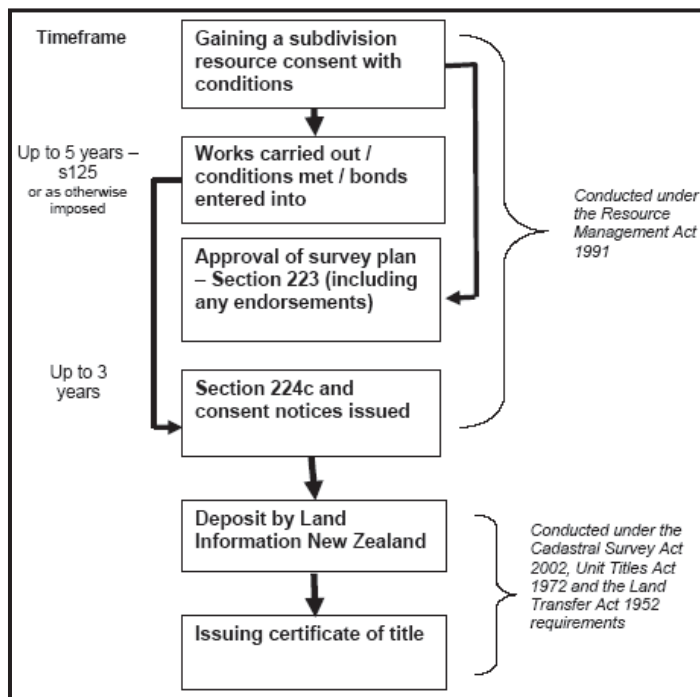 Timeframe
Gaining a subdivision
resource consent with
conditions
Up to 5 years –
s125
or as otherwise
imposed
Works carried out /
conditions met / bonds
entered into
Conducted under
the Resource
Management Act
1991
Approval of survey plan
– Section 223 (including
any endorsements)
Up to 3
years
Section 224c and
consent notices issued
Deposit by Land
Information New Zealand
Conducted under the
Cadastral Survey Act
2002, Unit Titles Act
1972 and the Land
Transfer Act 1952
requirements
Issuing certificate of title